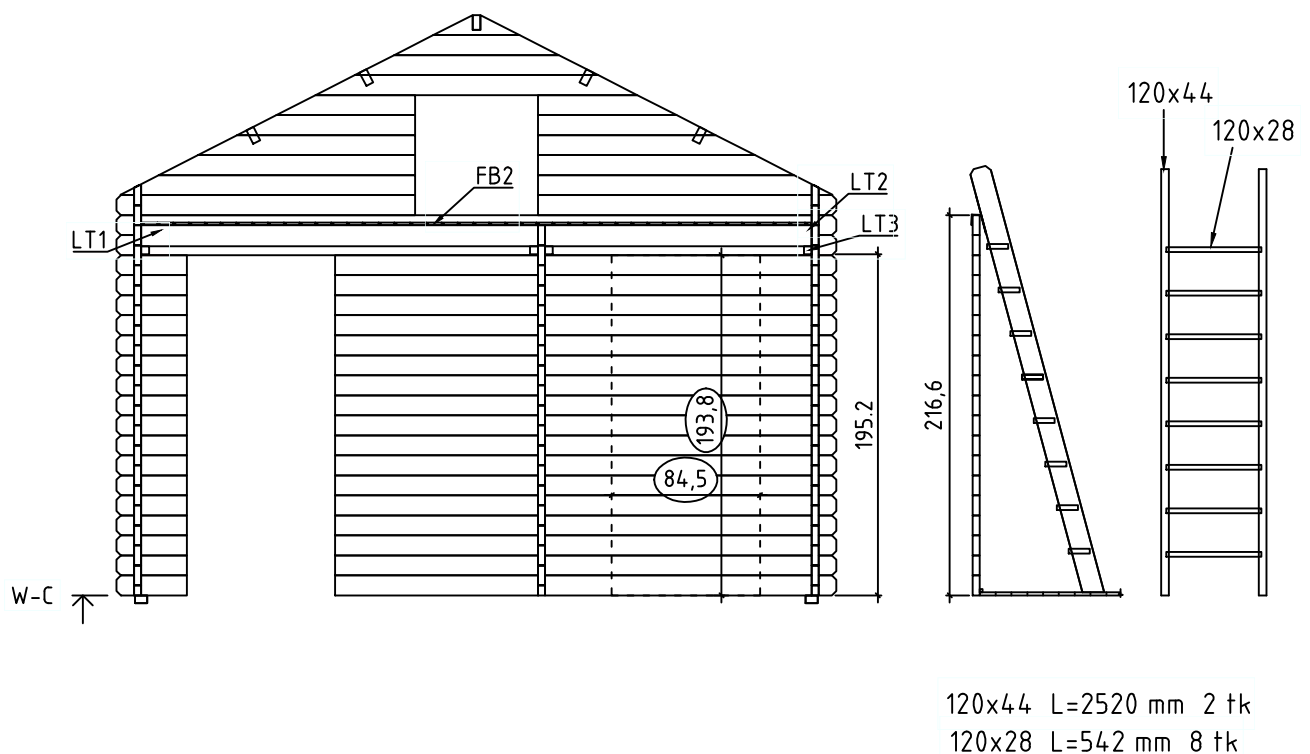 120x44
120x28
FB2
LT2
LT1
LT3
193,8
84,5
195.2
216,6
W-C
120x44 L=2520 mm 2 tk
120x28 L=542 mm 8 tk